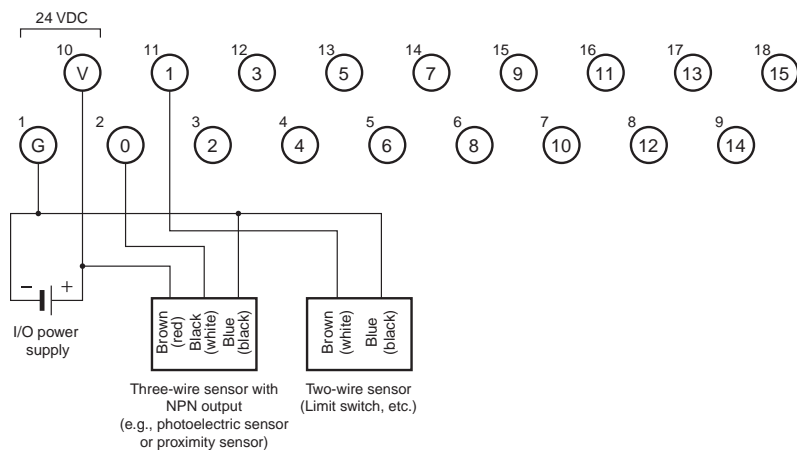 24 VDC
10 11 12 13 14 15 16 17 18
V 1 3 5 7 9 11 13 15
1 2 3 4 5 6 7 8 9
G 0 2 4 6 8 10 12 14
− +
I/O power
supply
Brown
(red)
Black
(white)
Blue
(black)
Brown
(white)
Blue
(black)
Three-wire sensor with
NPN output
(e.g., photoelectric sensor
or proximity sensor)
Two-wire sensor
(Limit switch, etc.)